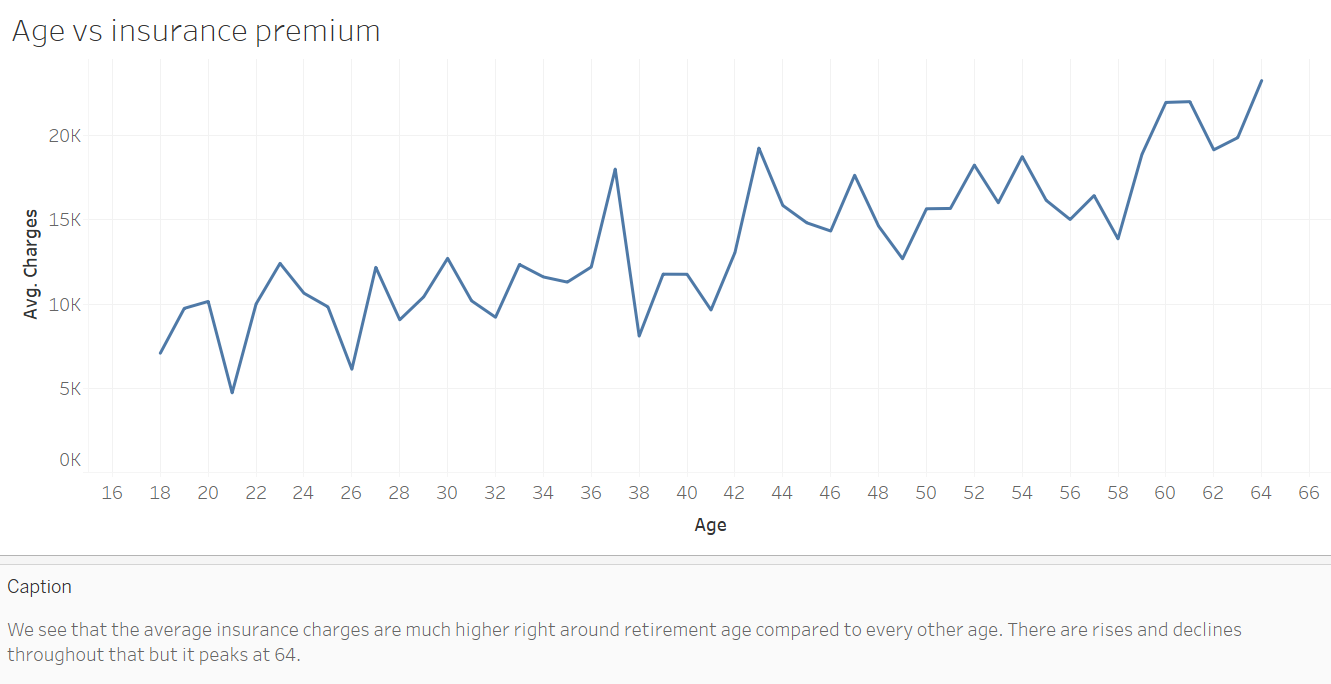 Age vs insurance premium
20K
15K
10K
5K
0K
Avg. Charges
16 18 20 22 24 26 28 30 32 34 36 38 40 42 44 46 48 50 52 54 56 58 60 62 64 66
Age
Caption
We see that the average insurance charges are much higher right around retirement age compared to every other age. There are rises and declines
throughout that but it peaks at 64.